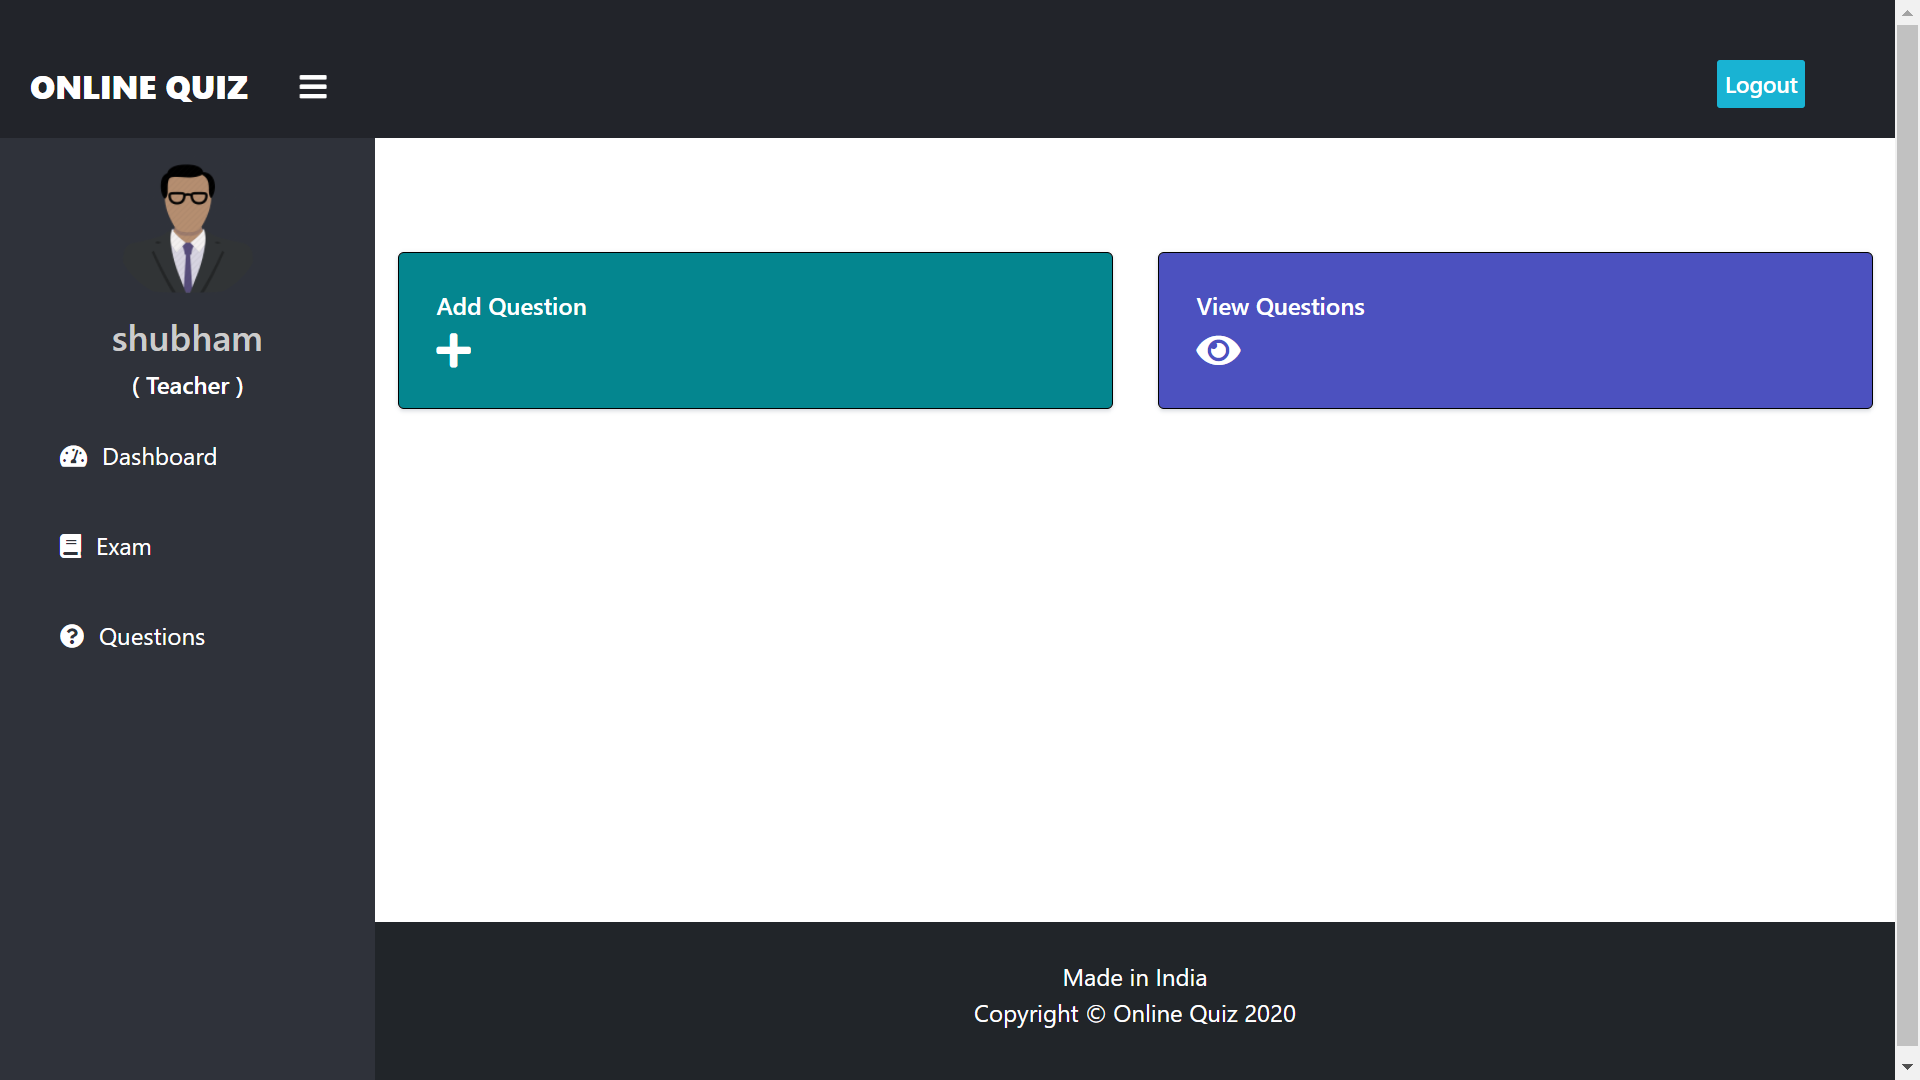 ONLINE QUIZ
Logout
shubham
( Teacher )
Dashboard
Exam
Questions
Add Question
View Questions
Made in India
Copyright © Online Quiz 2020